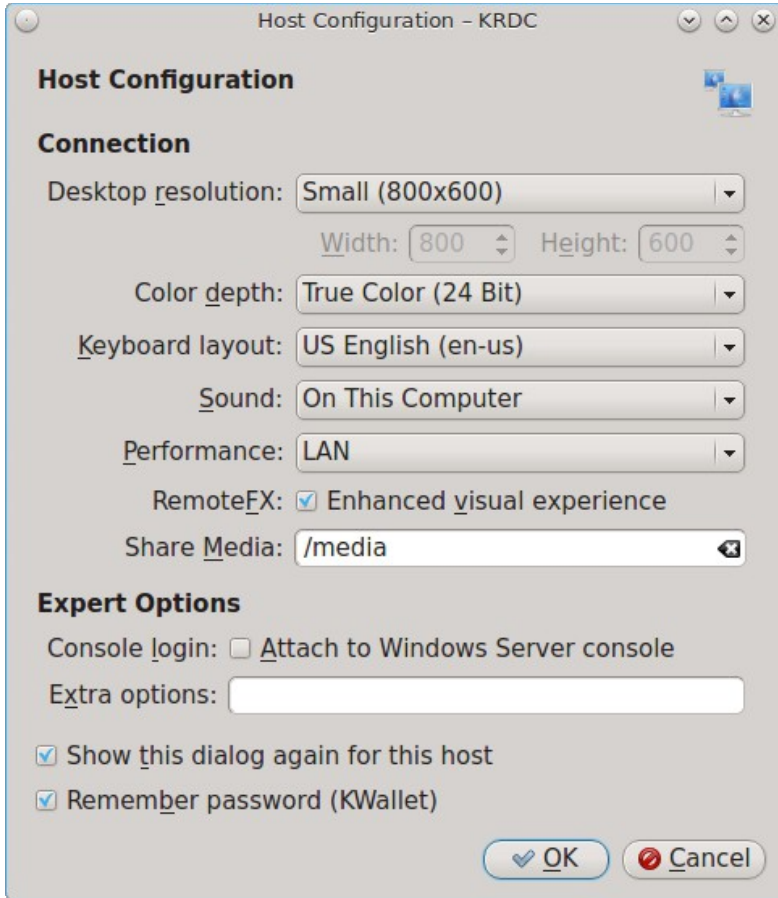 Host Configuration – KRDC
Host Configuration
Connection
Desktop resolution: Small (800x600)
Width: 800 Height: 600
Color depth: True Color (24 Bit)
Keyboard layout: US English (en-us)
Sound: On This Computer
Performance: LAN
RemoteFX: Enhanced visual experience
Share Media: /media
Expert Options
Console login: Attach to Windows Server console
Extra options:
Show this dialog again for this host
Remember password (KWallet)
OK Cancel